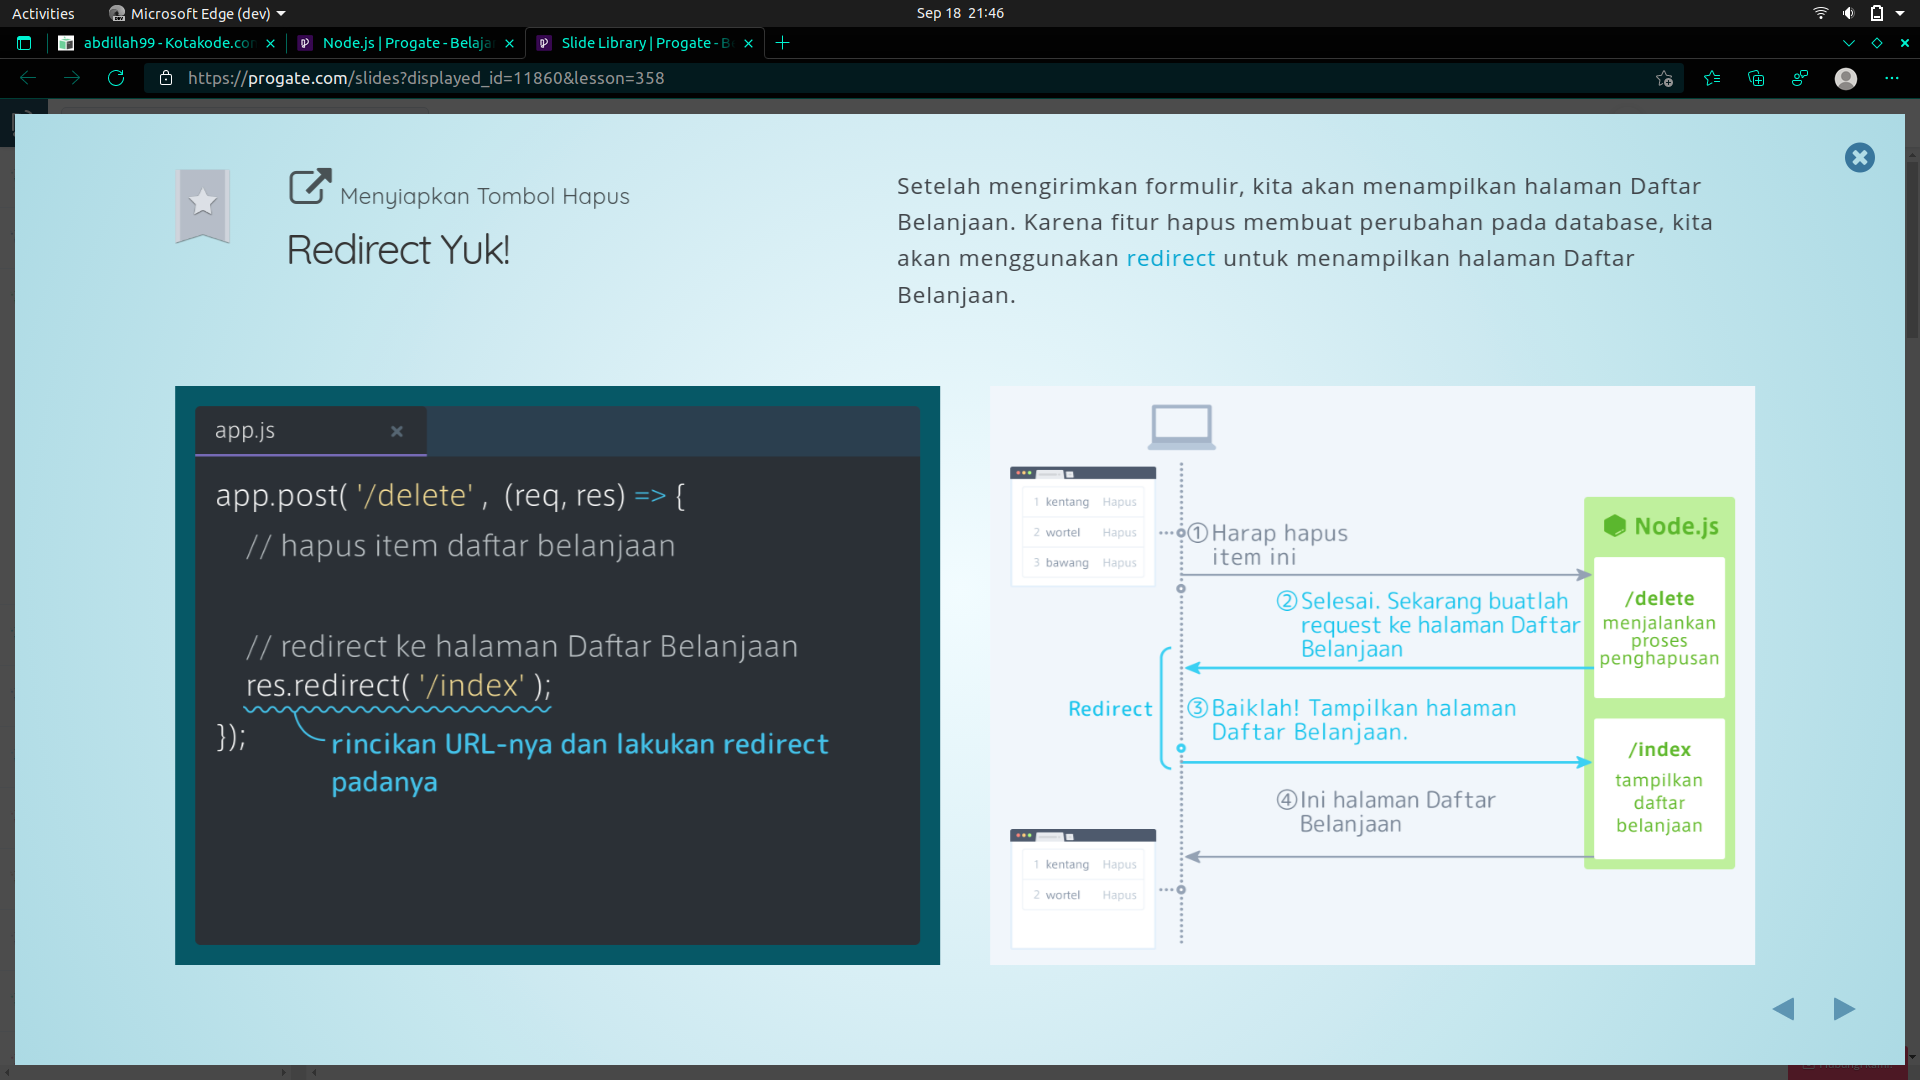 Activities
Microsoft Edge (dev)
Sep 18 21:46
abdillah99 - Kotakode.con
Node.js | Progate - Belaja
Slide Library | Progate - B
https://progate.com/slides?displayed_id=11860&lesson=358
Menyiapkan Tombol Hapus
Redirect Yuk!
Setelah mengirimkan formulir, kita akan menampilkan halaman Daftar
Belanjaan. Karena fitur hapus membuat perubahan pada database, kita
akan menggunakan redirect untuk menampilkan halaman Daftar
Belanjaan.
app.js
app.post( '/delete' , (req, res) => {
// hapus item daftar belanjaan
// redirect ke halaman Daftar Belanjaan
res.redirect( '/index' );
});
rincikan URL-nya dan lakukan redirect
padanya
1 kentang Hapus
2 wortel Hapus
3 bawang Hapus
①Harap hapus
item ini
②Selesai. Sekarang buatlah
request ke halaman Daftar
Belanjaan
Redirect
③Baiklah! Tampilkan halaman
Daftar Belanjaan.
④Ini halaman Daftar
Belanjaan
1 kentang Hapus
2 wortel Hapus
Node.js
/delete
menjalankan
proses
penghapusan
/index
tampilkan
daftar
belanjaan